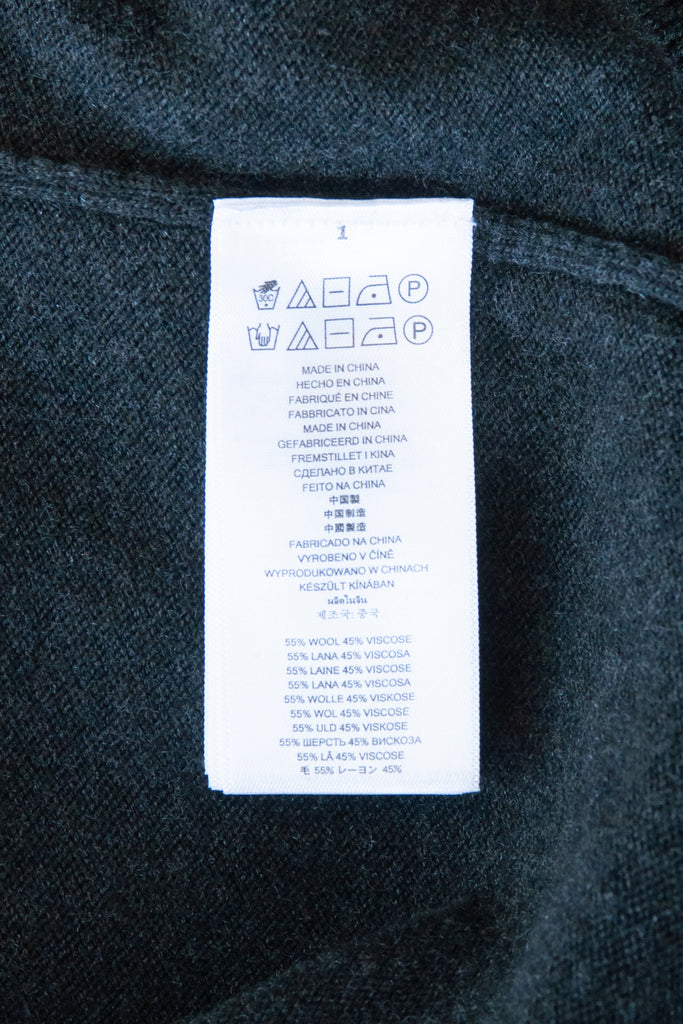 1
30C P
P
MADE IN CHINA
HECHO EN CHINA
FABRIQUÉ EN CHINE
FABBRICATO IN CINA
MADE IN CHINA
GEFABRICEERD IN CHINA
FREMSTILLET I KINA
СДЕЛАНО В КИТАЕ
FEITO NA CHINA
中国製
中国制造
中國製造
FABRICADO NA CHINA
VYROBENO V ČÍNĚ
WYPRODUKOWANO W CHINACH
KÉSZÜLT KÍNÁBAN
ผลิตในจีน
제조국: 중국
55% WOOL 45% VISCOSE
55% LANA 45% VISCOSA
55% LAINE 45% VISCOSE
55% LANA 45% VISCOSA
55% WOLLE 45% VISKOSE
55% WOL 45% VISCOSE
55% ULD 45% VISKOSE
55% ШЕРСТЬ 45% ВИСКОЗА
55% LÃ 45% VISCOSE
毛 55% レーヨン 45%